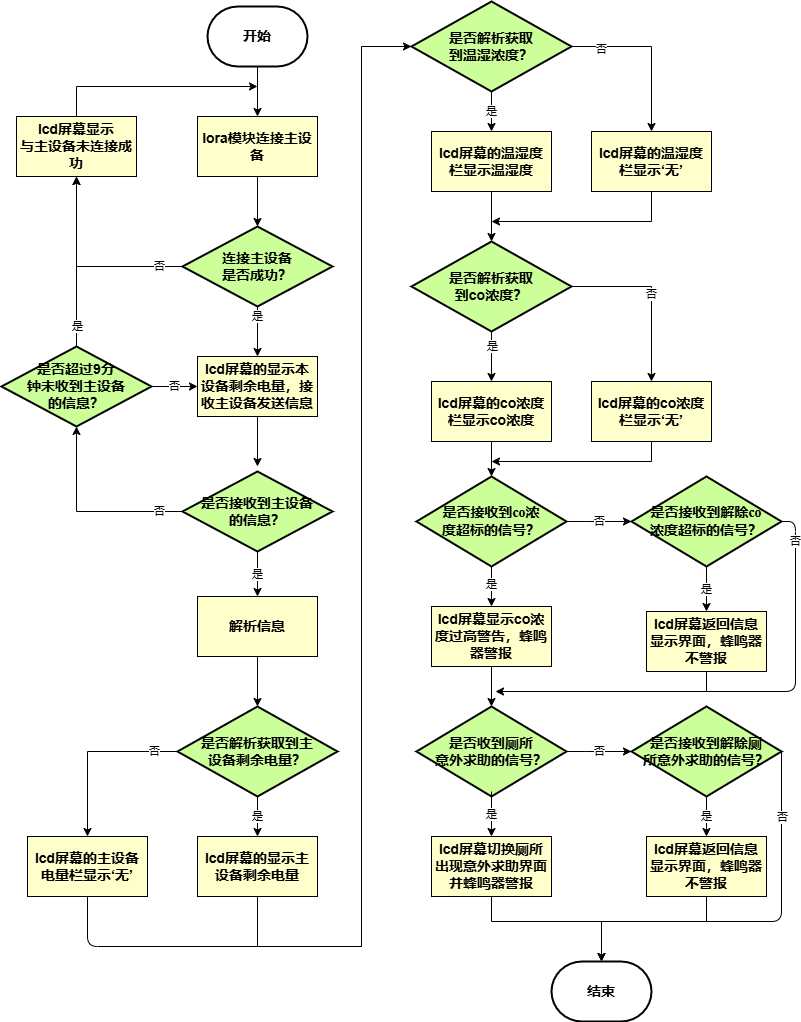 开始
lcd屏幕显示
与主设备未连接成
功
lora模块连接主设
备
连接主设备
是否成功?
否
是
是
是否超过9分
钟未收到主设备
的信息?
否
lcd屏幕的显示本
设备剩余电量，接
收主设备发送信息
是否接收到主设备
的信息?
否
是
解析信息
是否解析获取到主
设备剩余电量?
否
是
lcd屏幕的主设备
电量栏显示‘无’
lcd屏幕的显示主
设备剩余电量
是否解析获取
到温湿浓度?
否
是
lcd屏幕的温湿度
栏显示温湿度
lcd屏幕的温湿度
栏显示‘无’
是否解析获取
到co浓度?
否
是
lcd屏幕的co浓度
栏显示co浓度
lcd屏幕的co浓度
栏显示‘无’
是否接收到co浓
度超标的信号?
否
是否接收到解除co
浓度超标的信号?
否
是
是
lcd屏幕显示co浓
度过高警告，蜂鸣
器警报
lcd屏幕返回信息
显示界面，蜂鸣器
不警报
是否收到厕所
意外求助的信号?
否
是否接收到解除厕
所意外求助的信号?
否
是
是
lcd屏幕切换厕所
出现意外求助界面
并蜂鸣器警报
lcd屏幕返回信息
显示界面，蜂鸣器
不警报
结束